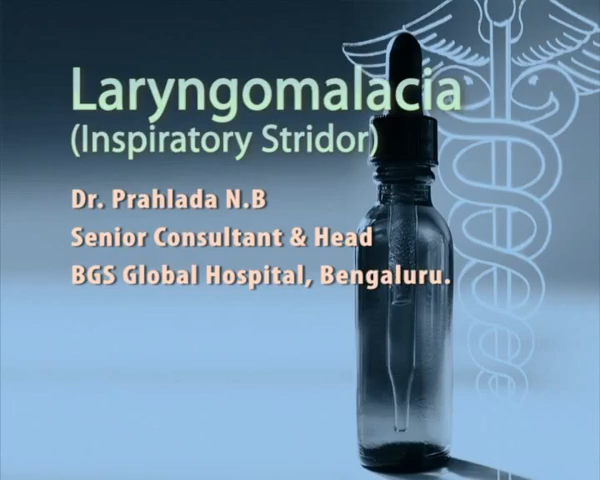 Laryngomalacia
(Inspiratory Stridor)
Dr. Prahlada N.B
Senior Consultant & Head
BGS Global Hospital, Bengaluru.